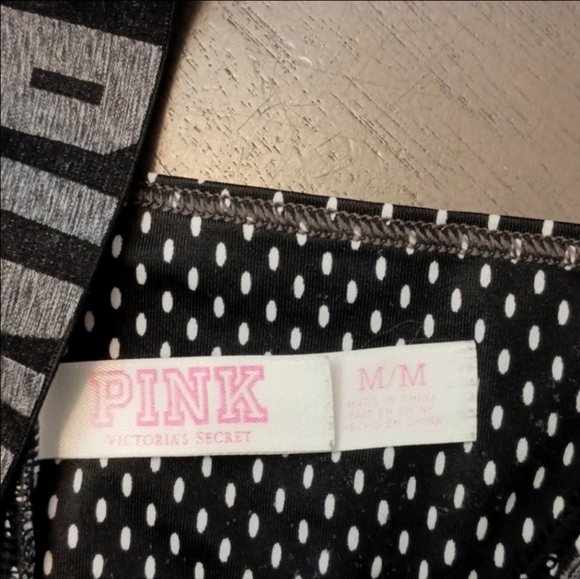 PINK
VICTORIA'S SECRET
M/M
MADE IN CHINA
FAIT EN CHINE
HECHO EN CHINA